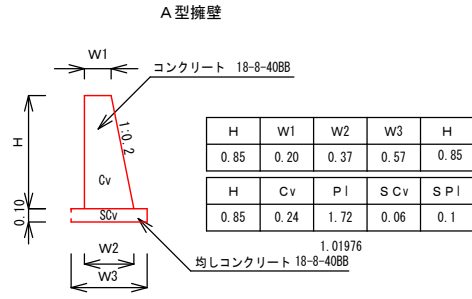 A型擁壁
W1
コンクリート 18-8-40BB
1:0.2
H
Cv
0.10
SCv
W2
W3
H W1 W2 W3 H
0.85 0.20 0.37 0.57 0.85
H Cv Pl SCv SPl
0.85 0.24 1.72 0.06 0.1
1.01976
均しコンクリート 18-8-40BB